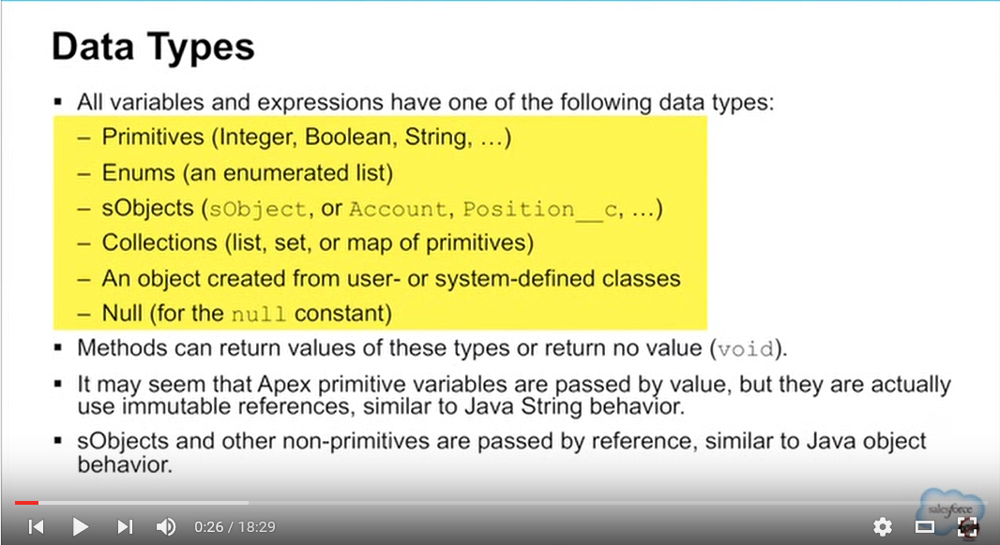 Data Types
▪ All variables and expressions have one of the following data types:
– Primitives (Integer, Boolean, String, …)
– Enums (an enumerated list)
– sObjects (sObject, or Account, Position__c, …)
– Collections (list, set, or map of primitives)
– An object created from user- or system-defined classes
– Null (for the null constant)
▪ Methods can return values of these types or return no value (void).
▪ It may seem that Apex primitive variables are passed by value, but they are actually
use immutable references, similar to Java String behavior.
▪ sObjects and other non-primitives are passed by reference, similar to Java object
behavior.
salesforce
0:26 / 18:29